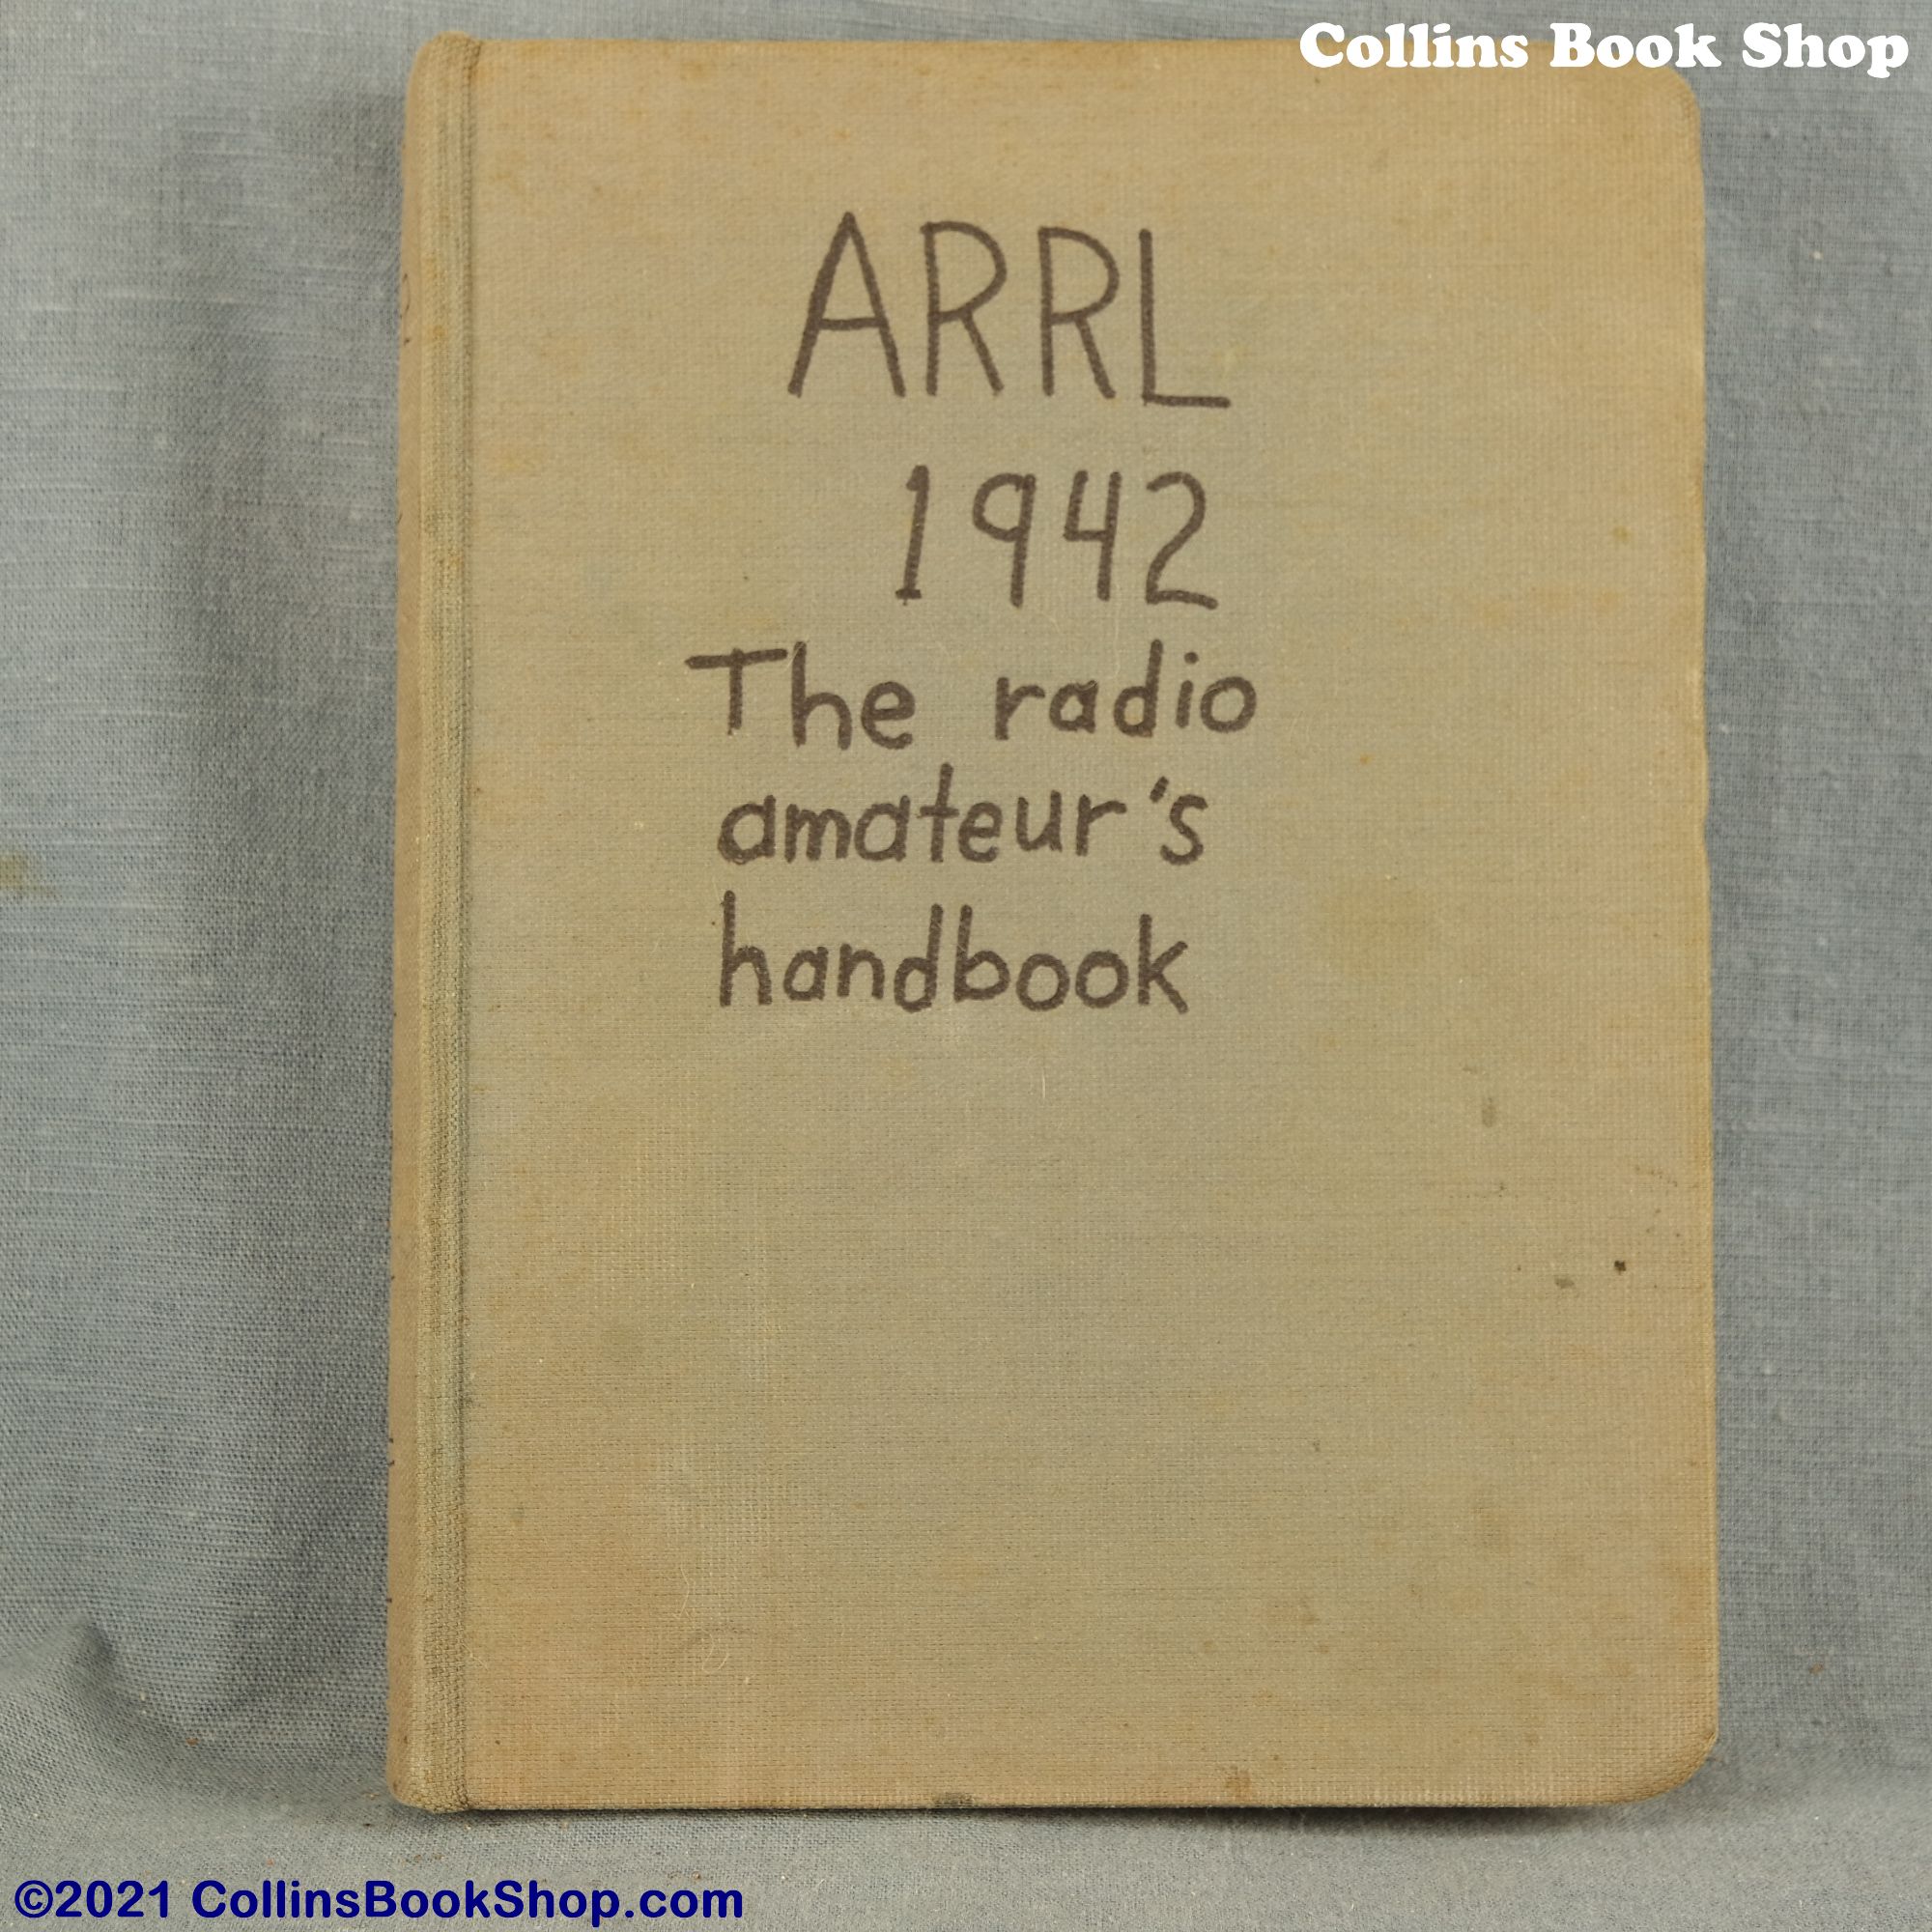 Collins Book Shop
ARRL
1942
The radio
amateur's
handbook
©2021 CollinsBookShop.com